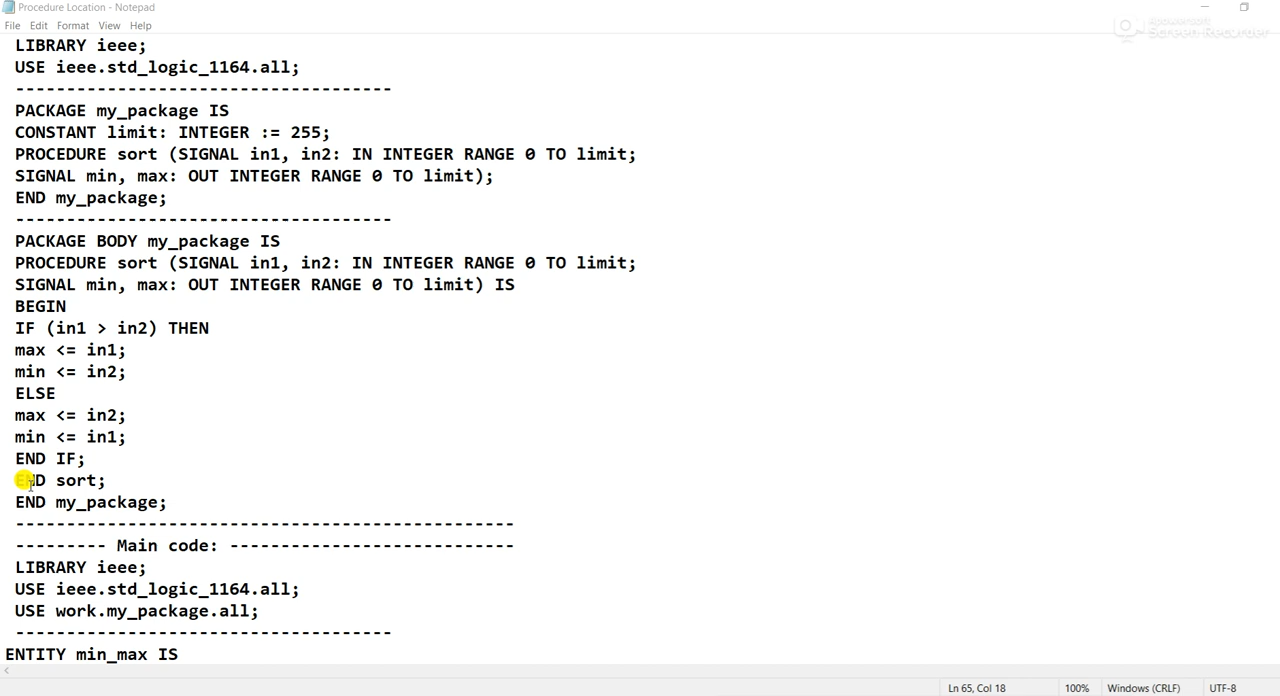 Procedure Location - Notepad
File Edit Format View Help
Apowersoft
Screen Recorder
LIBRARY ieee;
USE ieee.std_logic_1164.all;
-------------------------------------
PACKAGE my_package IS
CONSTANT limit: INTEGER := 255;
PROCEDURE sort (SIGNAL in1, in2: IN INTEGER RANGE 0 TO limit;
SIGNAL min, max: OUT INTEGER RANGE 0 TO limit);
END my_package;
-------------------------------------
PACKAGE BODY my_package IS
PROCEDURE sort (SIGNAL in1, in2: IN INTEGER RANGE 0 TO limit;
SIGNAL min, max: OUT INTEGER RANGE 0 TO limit) IS
BEGIN
IF (in1 > in2) THEN
max <= in1;
min <= in2;
ELSE
max <= in2;
min <= in1;
END IF;
END sort;
END my_package;
-------------------------------------------------
--------- Main code: ----------------------------
LIBRARY ieee;
USE ieee.std_logic_1164.all;
USE work.my_package.all;
-------------------------------------
ENTITY min_max IS
Ln 65, Col 18 100% Windows (CRLF) UTF-8